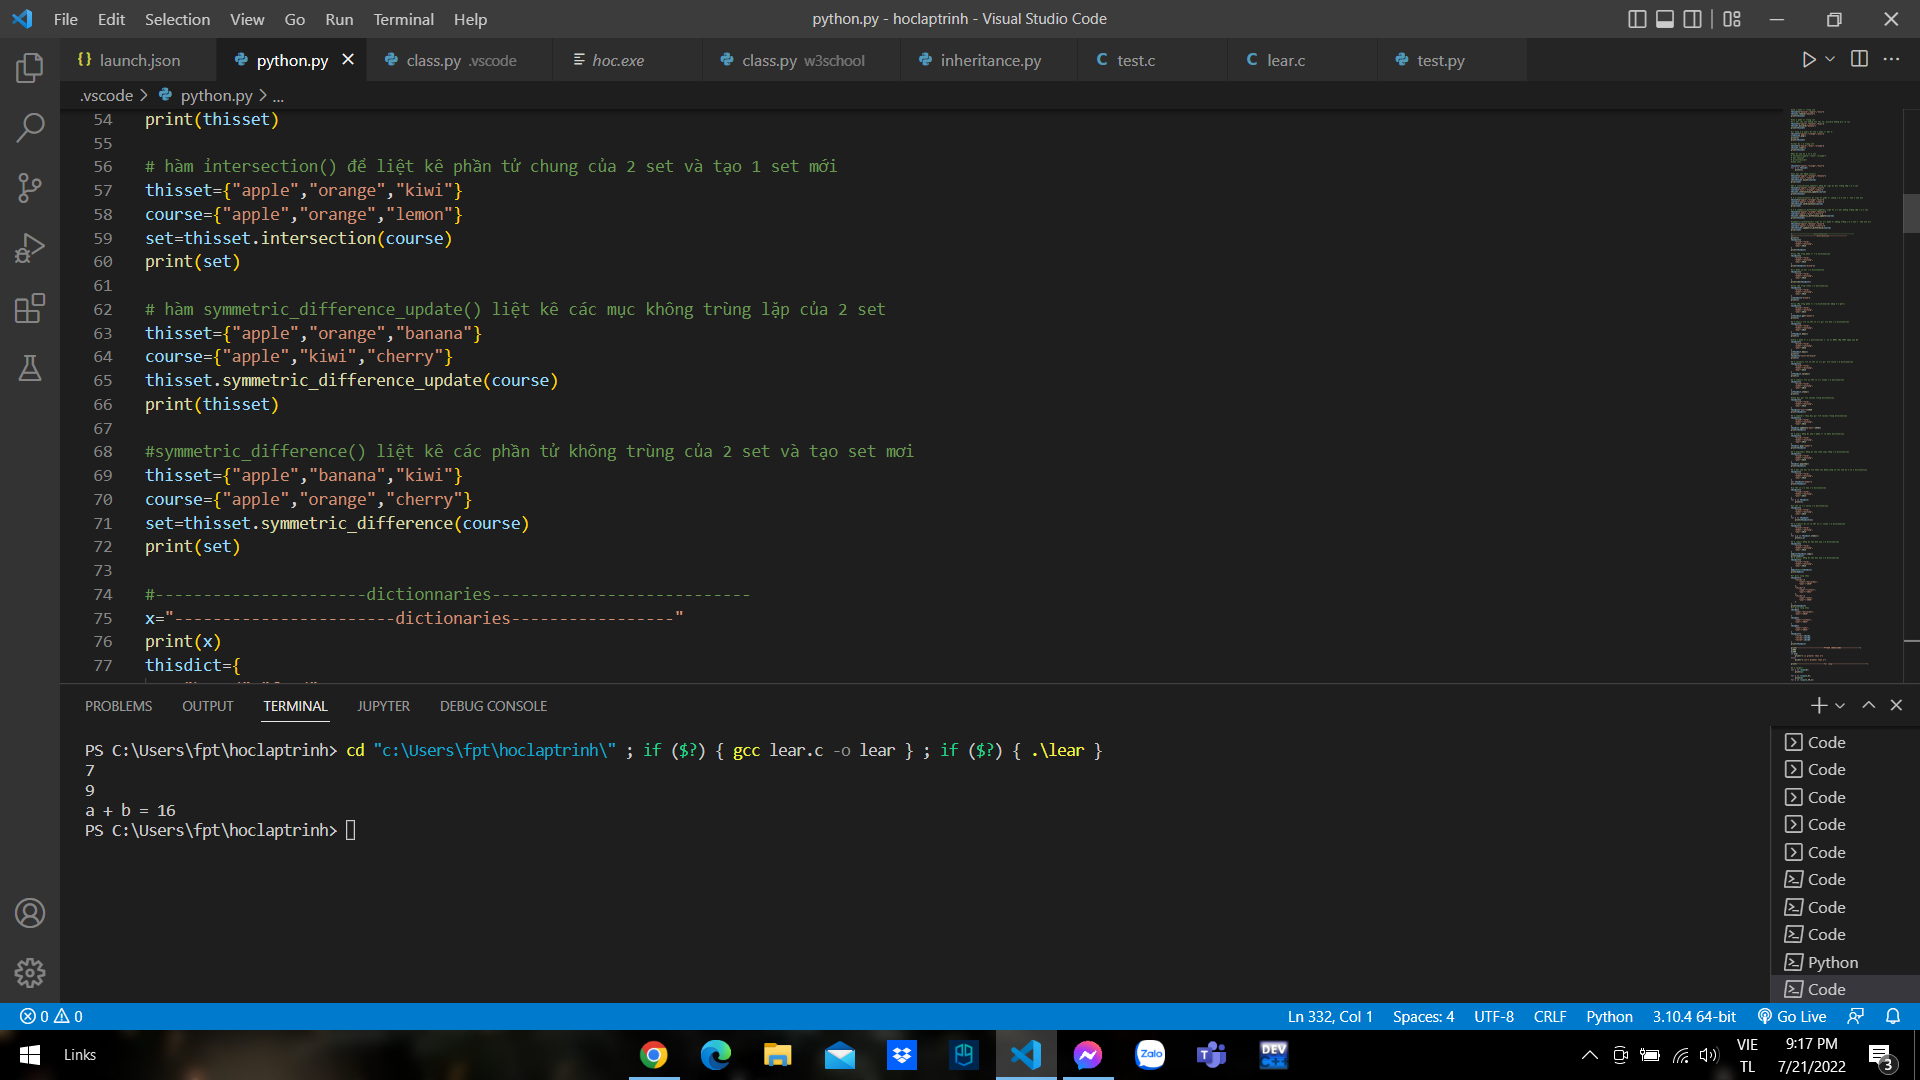 File Edit Selection View Go Run Terminal Help
python.py - hoclaptrinh - Visual Studio Code
{} launch.json
python.py
class.py .vscode
hoc.exe
class.py w3school
inheritance.py
C test.c
C lear.c
test.py
.vscode > python.py > ...
54 print(thisset)
55
56 # hàm intersection() để liệt kê phần tử chung của 2 set và tạo 1 set mới
57 thisset={"apple","orange","kiwi"}
58 course={"apple","orange","lemon"}
59 set=thisset.intersection(course)
60 print(set)
61
62 # hàm symmetric_difference_update() liệt kê các mục không trùng lặp của 2 set
63 thisset={"apple","orange","banana"}
64 course={"apple","kiwi","cherry"}
65 thisset.symmetric_difference_update(course)
66 print(thisset)
67
68 #symmetric_difference() liệt kê các phần tử không trùng của 2 set và tạo set mơi
69 thisset={"apple","banana","kiwi"}
70 course={"apple","orange","cherry"}
71 set=thisset.symmetric_difference(course)
72 print(set)
73
74 #----------------------dictionnaries---------------------------
75 x="-----------------------dictionaries-----------------"
76 print(x)
77 thisdict={
PROBLEMS OUTPUT TERMINAL JUPYTER DEBUG CONSOLE
PS C:\Users\fpt\hoclaptrinh> cd "c:\Users\fpt\hoclaptrinh\" ; if ($?) { gcc lear.c -o lear } ; if ($?) { .\lear }
7
9
a + b = 16
PS C:\Users\fpt\hoclaptrinh>
Code
Code
Code
Code
Code
Code
Code
Code
Python
Code
0 0
Ln 332, Col 1 Spaces: 4 UTF-8 CRLF Python 3.10.4 64-bit Go Live
Links
Zalo
DEV C++
VIE
TL
9:17 PM
7/21/2022
3